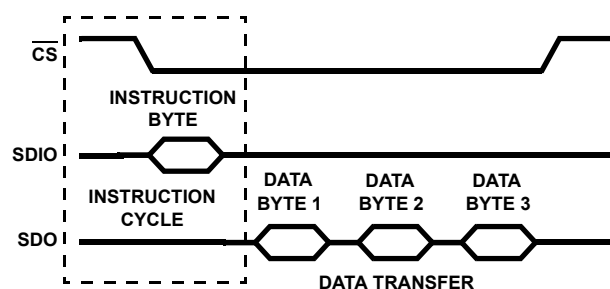 CS
INSTRUCTION
BYTE
SDIO
DATA
BYTE 1
DATA
BYTE 2
DATA
BYTE 3
INSTRUCTION
CYCLE
SDO
DATA TRANSFER